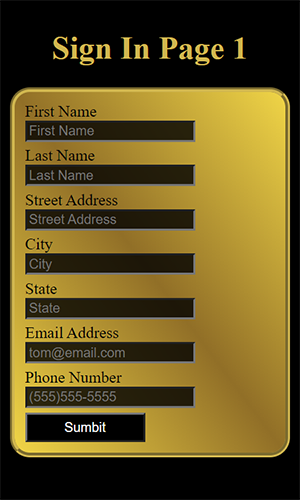 Sign In Page 1
First Name
First Name
Last Name
Last Name
Street Address
Street Address
City
City
State
State
Email Address
tom@email.com
Phone Number
(555)555-5555
Sumbit